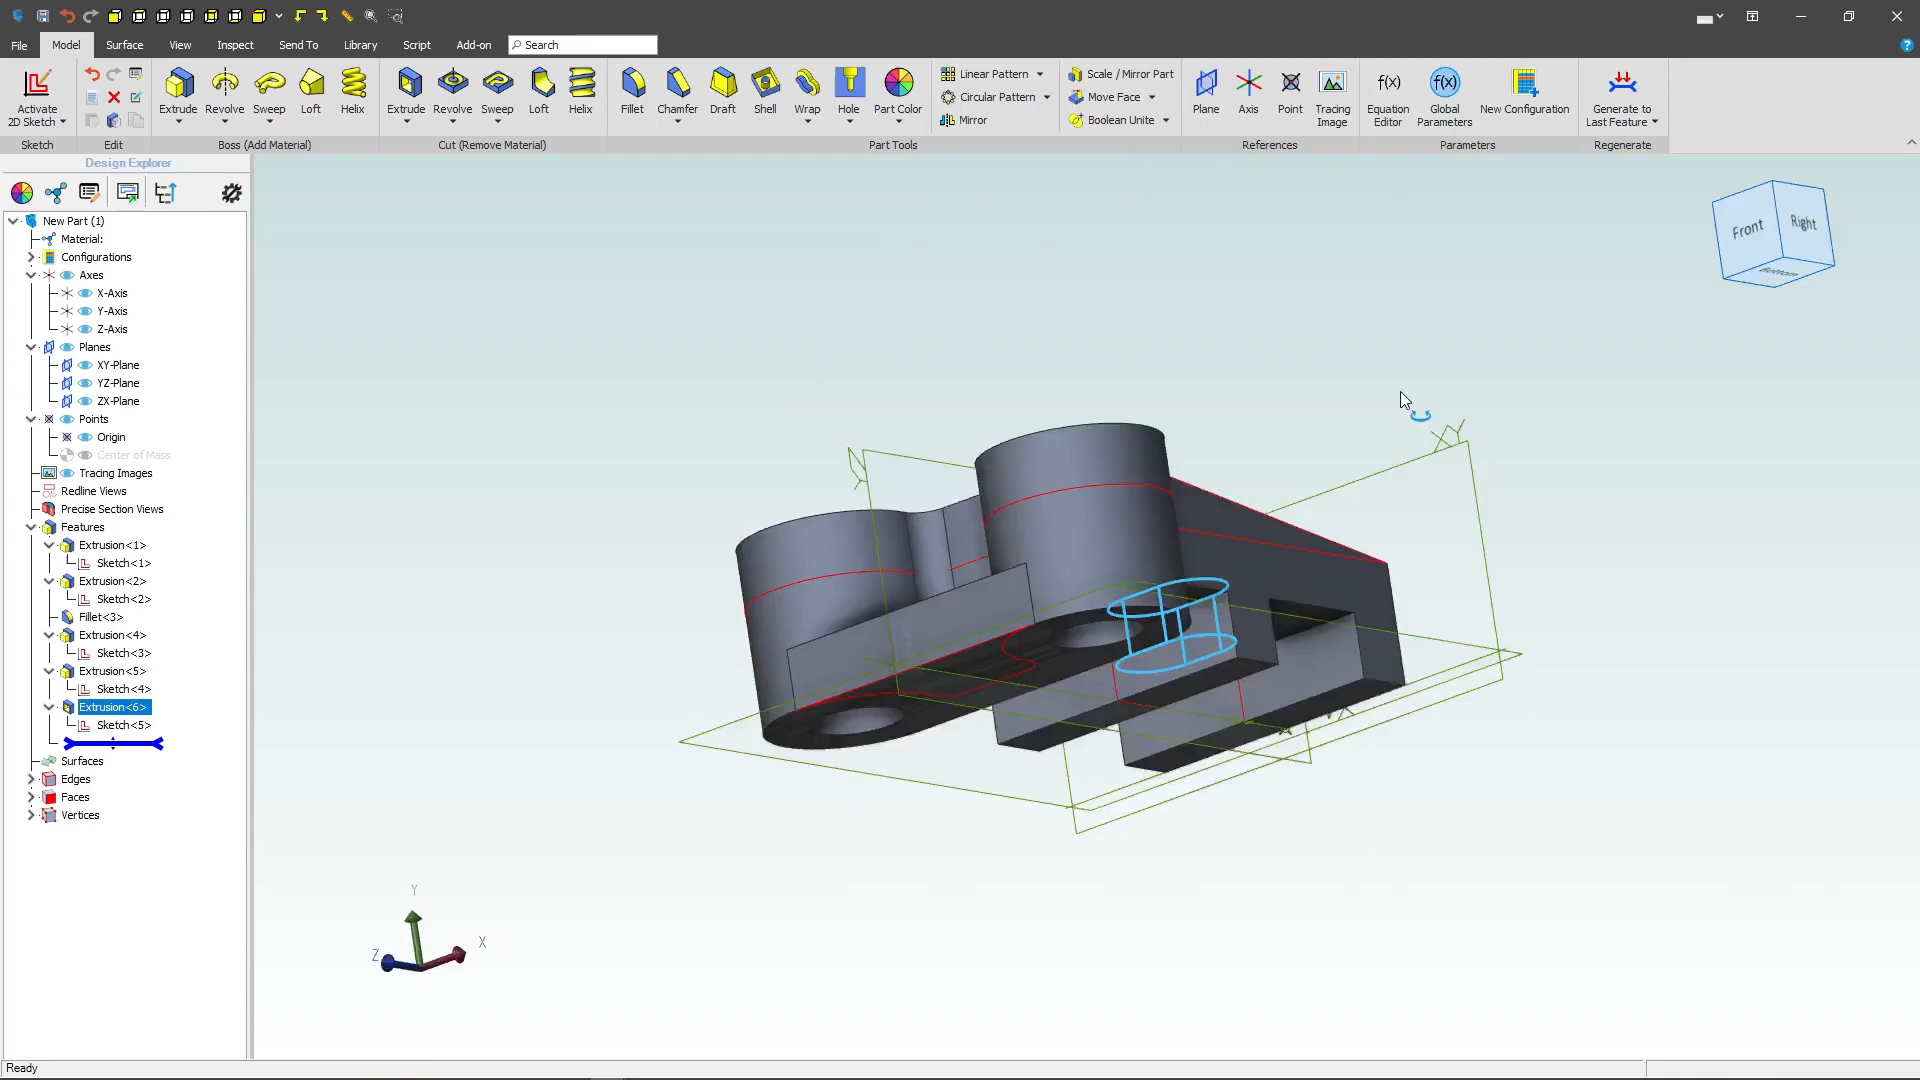 File Model Surface View Inspect Send To Library Script Add-on Search
Activate 2D Sketch
Extrude Revolve Sweep Loft Helix
Extrude Revolve Sweep Loft Helix
Fillet Chamfer Draft Shell Wrap Hole Part Color
Linear Pattern
Circular Pattern
Mirror
Scale / Mirror Part
Move Face
Boolean Unite
Plane Axis Point Tracing Image
Equation Editor
Global Parameters
New Configuration
Generate to Last Feature
f(x) f(x)
Sketch Edit Boss (Add Material) Cut (Remove Material) Part Tools References Parameters Regenerate
Design Explorer
New Part (1)
Material:
Configurations
Axes
X-Axis
Y-Axis
Z-Axis
Planes
XY-Plane
YZ-Plane
ZX-Plane
Points
Origin
Center of Mass
Tracing Images
Redline Views
Precise Section Views
Features
Extrusion<1>
Sketch<1>
Extrusion<2>
Sketch<2>
Fillet<3>
Extrusion<4>
Sketch<3>
Extrusion<5>
Sketch<4>
Extrusion<6>
Sketch<5>
Surfaces
Edges
Faces
Vertices
Front Right
Bottom
Y
X
Z
Ready